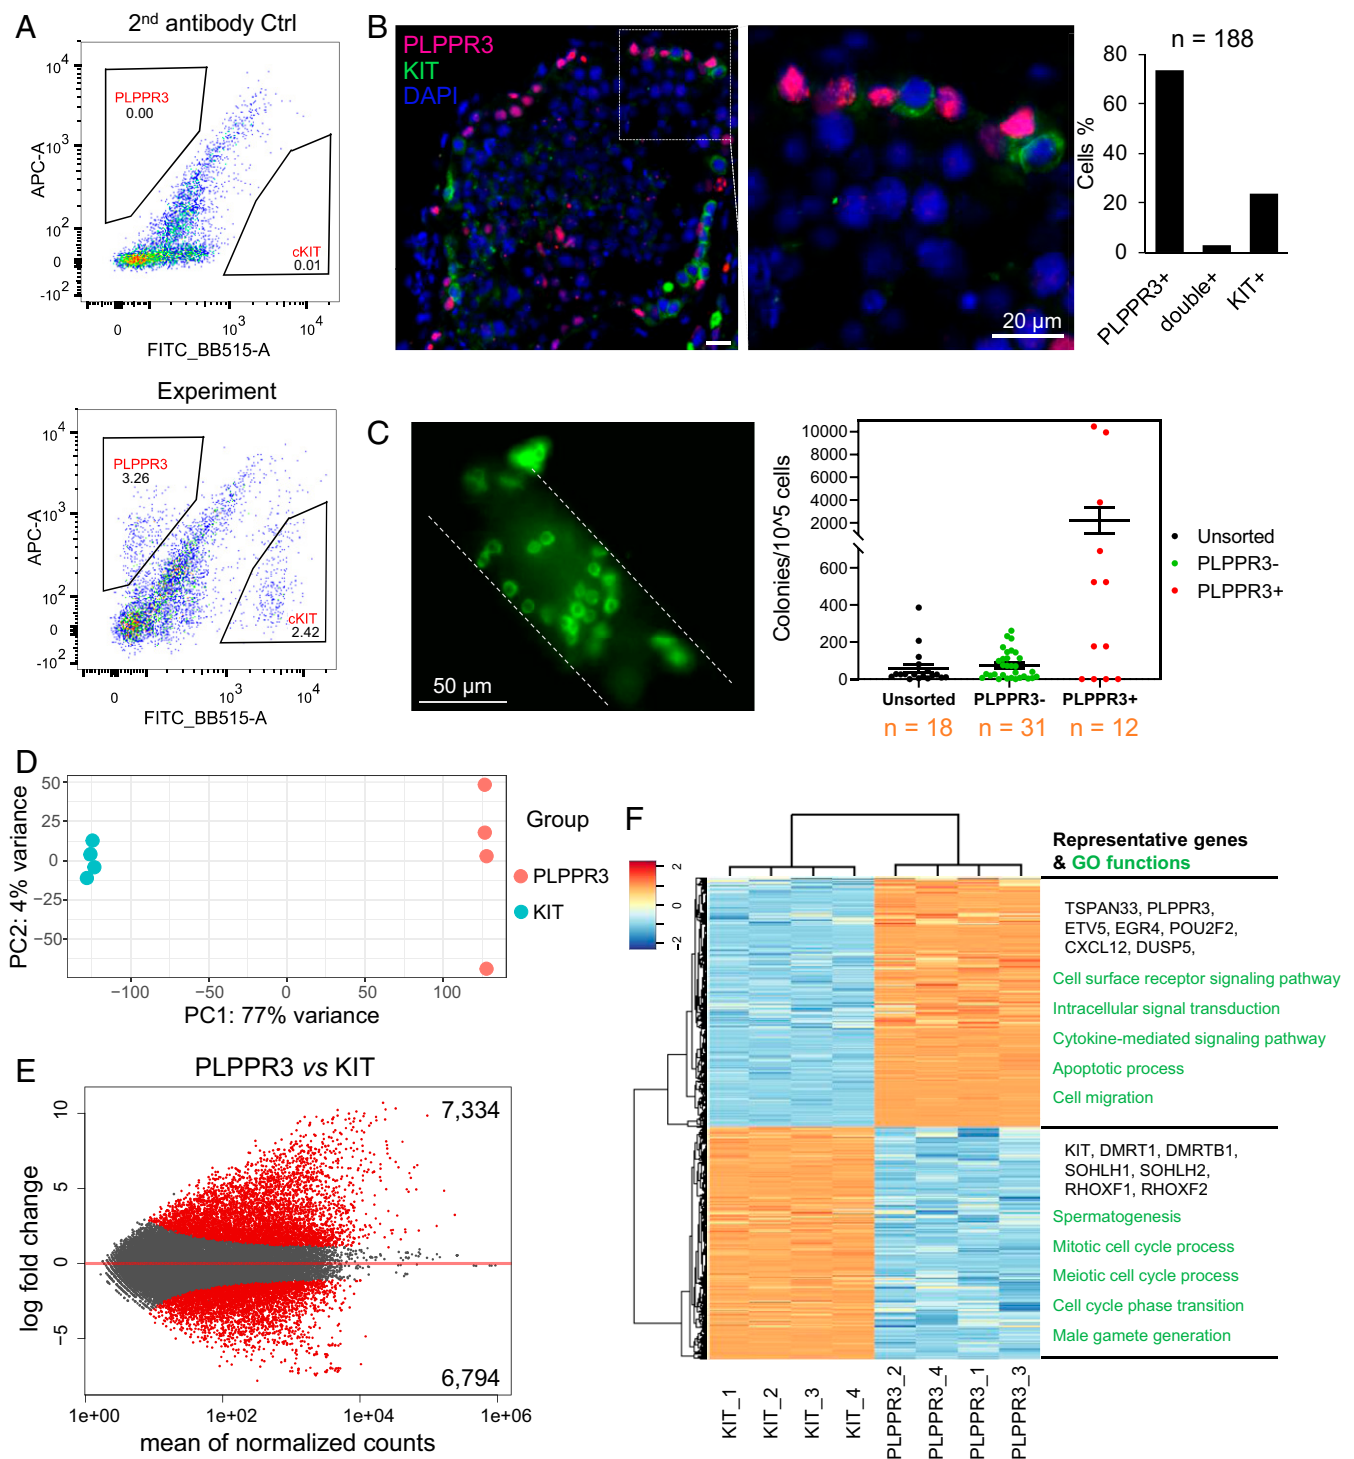 A
2nd antibody Ctrl
10^4
PLPPR3
0.00
10^3
APC-A
10^2
0
-10^2
cKIT
0.01
0
10^3
10^4
FITC_BB515-A
Experiment
10^4
PLPPR3
3.26
10^3
APC-A
10^2
0
-10^2
cKIT
2.42
0
10^3
10^4
FITC_BB515-A
B
PLPPR3
KIT
DAPI
20 µm
n = 188
80
60
40
20
0
Cells %
PLPPR3+
double+
KIT+
C
50 µm
Colonies/10^5 cells
10000
8000
6000
4000
2000
600
400
200
0
Unsorted
PLPPR3-
PLPPR3+
n = 18
n = 31
n = 12
Unsorted
PLPPR3-
PLPPR3+
D
PC2: 4% variance
50
25
0
−25
−50
−100
−50
0
50
100
PC1: 77% variance
Group
PLPPR3
KIT
E
PLPPR3 vs KIT
7,334
6,794
log fold change
10
5
0
−5
1e+00
1e+02
1e+04
1e+06
mean of normalized counts
F
2
0
−2
Representative genes
& GO functions
TSPAN33, PLPPR3,
ETV5, EGR4, POU2F2,
CXCL12, DUSP5,
Cell surface receptor signaling pathway
Intracellular signal transduction
Cytokine-mediated signaling pathway
Apoptotic process
Cell migration
KIT, DMRT1, DMRTB1,
SOHLH1, SOHLH2,
RHOXF1, RHOXF2
Spermatogenesis
Mitotic cell cycle process
Meiotic cell cycle process
Cell cycle phase transition
Male gamete generation
KIT_1
KIT_2
KIT_3
KIT_4
PLPPR3_2
PLPPR3_4
PLPPR3_1
PLPPR3_3